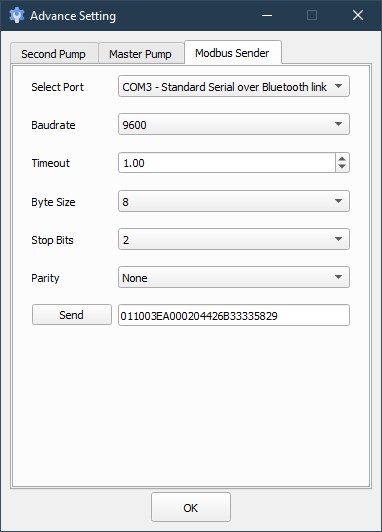 Advance Setting
Second Pump Master Pump Modbus Sender
Select Port COM3 - Standard Serial over Bluetooth link
Baudrate 9600
Timeout 1.00
Byte Size 8
Stop Bits 2
Parity None
Send 011003EA000204426B33335829
OK